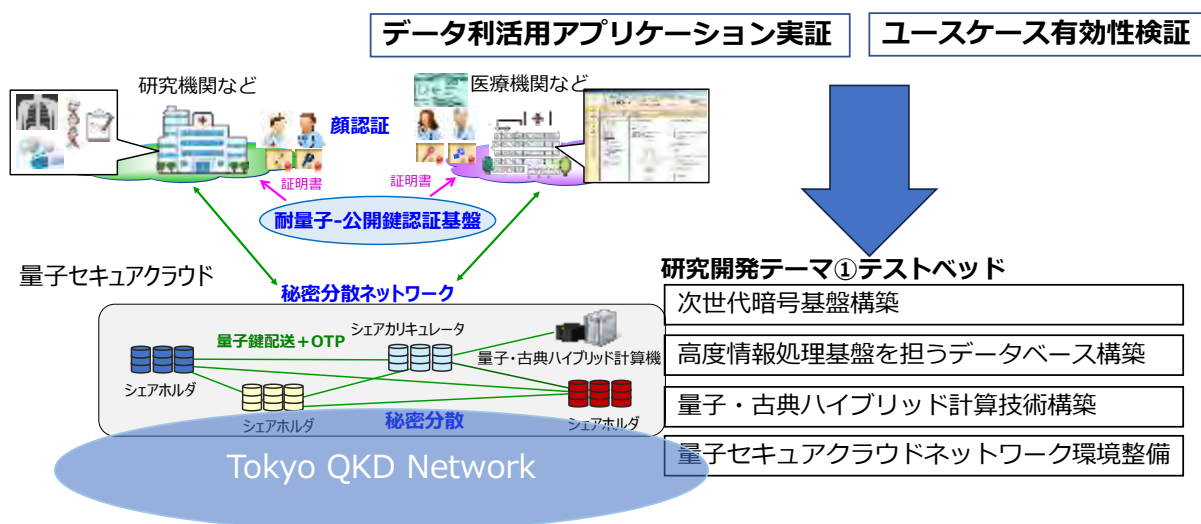 データ利活用アプリケーション実証
ユースケース有効性検証
研究機関など
医療機関など
顔認証
証明書
証明書
耐量子-公開鍵認証基盤
量子セキュアクラウド
秘密分散ネットワーク
量子鍵配送+OTP
シェアカリキュレータ
量子・古典ハイブリッド計算機
シェアホルダ
シェアホルダ
秘密分散
シェアホルダ
Tokyo QKD Network
研究開発テーマ①テストベッド
次世代暗号基盤構築
高度情報処理基盤を担うデータベース構築
量子・古典ハイブリッド計算技術構築
量子セキュアクラウドネットワーク環境整備